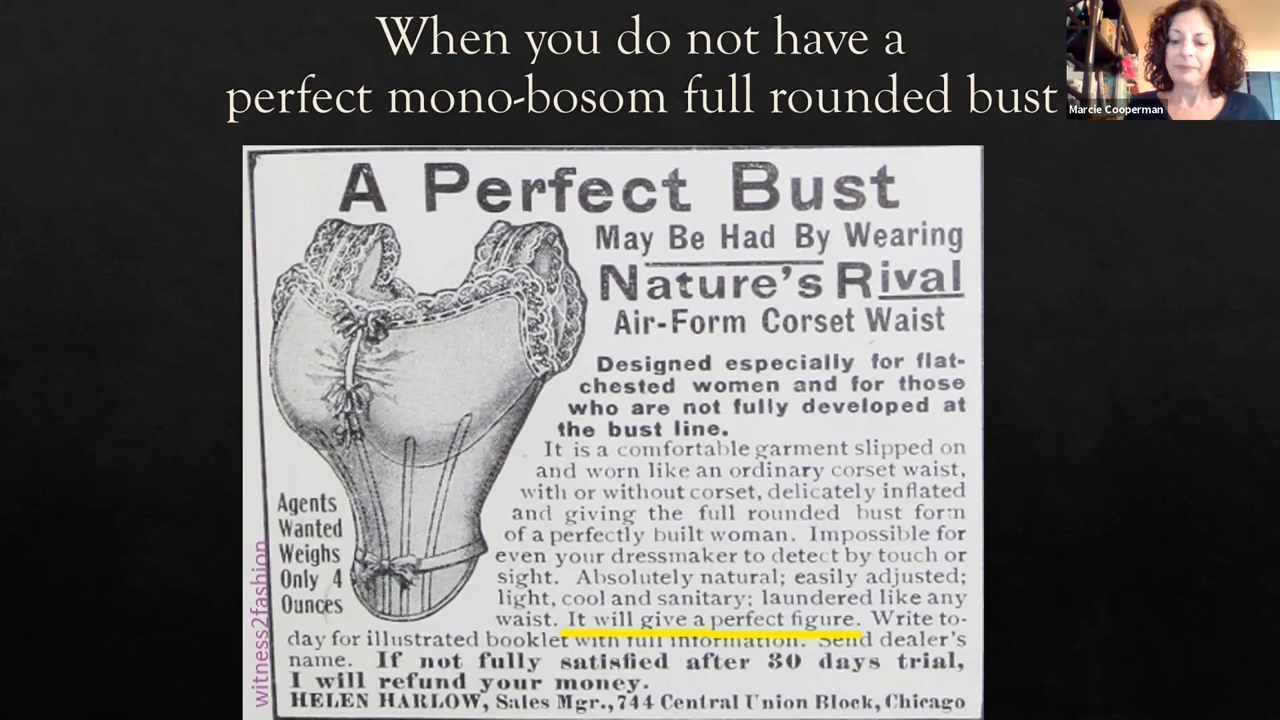 When you do not have a
perfect mono-bosom full rounded bust
Marcie Cooperman
A Perfect Bust
May Be Had By Wearing
Nature's Rival
Air-Form Corset Waist
Designed especially for flat-
chested women and for those
who are not fully developed at
the bust line.
It is a comfortable garment slipped on
and worn like an ordinary corset waist,
with or without corset, delicately inflated
and giving the full rounded bust form
of a perfectly built woman. Impossible for
even your dressmaker to detect by touch or
sight. Absolutely natural; easily adjusted;
light, cool and sanitary; laundered like any
waist. It will give a perfect figure. Write to-
day for illustrated booklet with full information. Send dealer's
name. If not fully satisfied after 30 days trial,
I will refund your money.
HELEN HARLOW, Sales Mgr., 744 Central Union Block, Chicago
Agents
Wanted
Weighs
Only 4
Ounces
witness2fashion